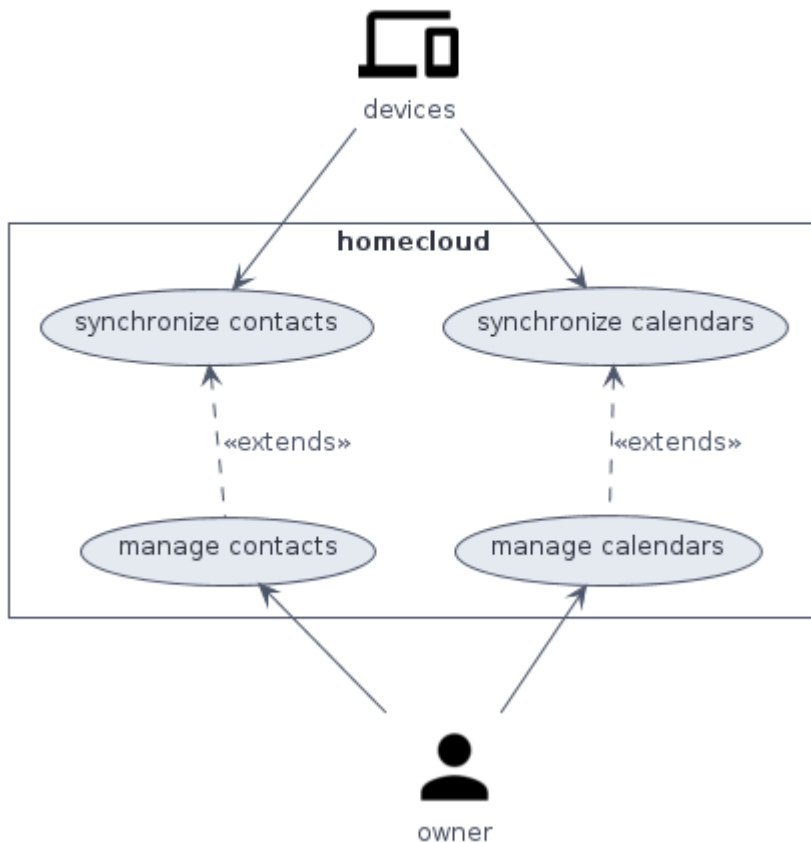 devices
homecloud
synchronize contacts
synchronize calendars
«extends»
«extends»
manage contacts
manage calendars
owner